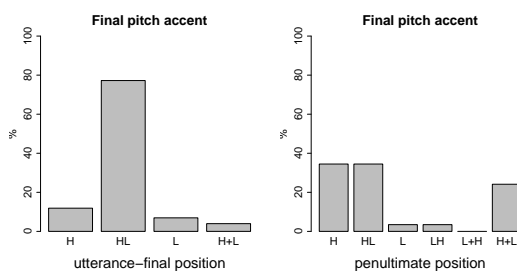 Final pitch accent
%
0
20
40
60
80
100
H HL L H+L
utterance−final position
Final pitch accent
%
0
20
40
60
80
100
H HL L LH L+H H+L
penultimate position